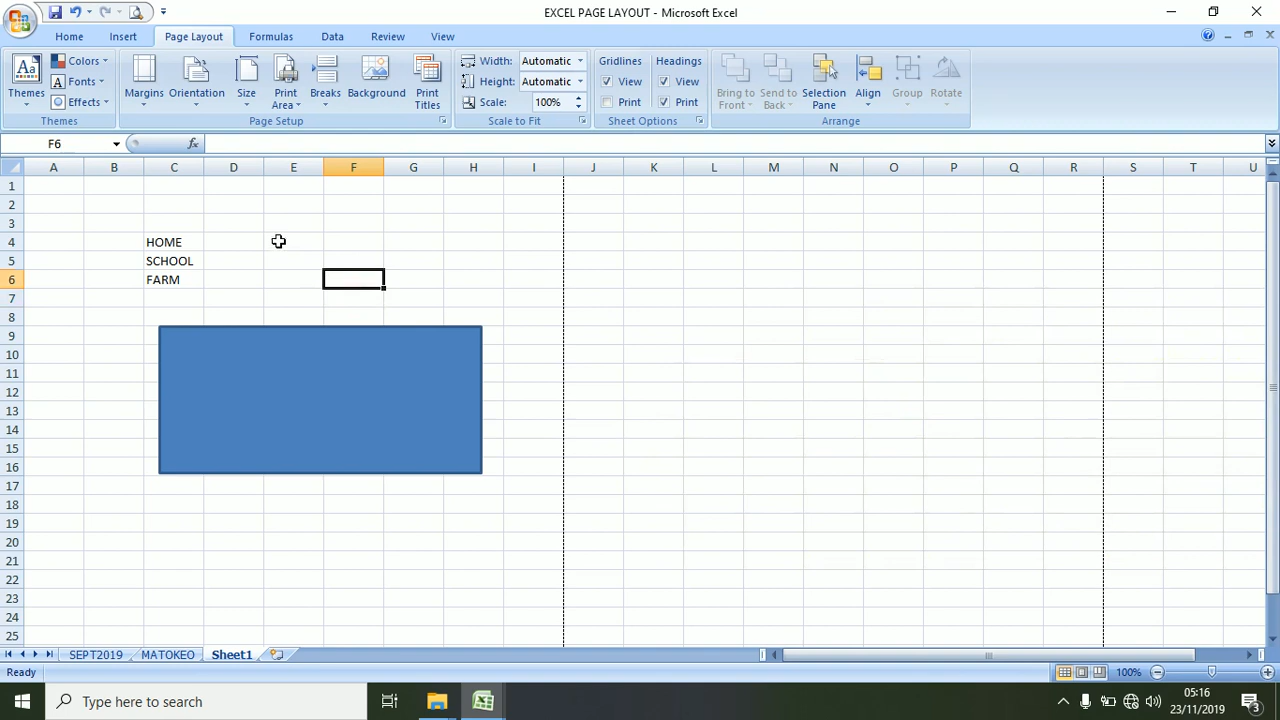 EXCEL PAGE LAYOUT - Microsoft Excel
Home Insert Page Layout Formulas Data Review View
Themes Colors Fonts Effects Margins Orientation Size Print Area Breaks Background Print Titles Width: Automatic Height: Automatic Scale: 100% Gridlines View Print Headings View Print Bring to Front Send to Back Selection Pane Align Group Rotate
Themes Page Setup Scale to Fit Sheet Options Arrange
F6 fx
A B C D E F G H I J K L M N O P Q R S T U
1
2
3
4 HOME
5 SCHOOL
6 FARM
7
8
9
10
11
12
13
14
15
16
17
18
19
20
21
22
23
24
25
SEPT2019 MATOKEO Sheet1
Ready 100%
Type here to search
05:16
23/11/2019
3